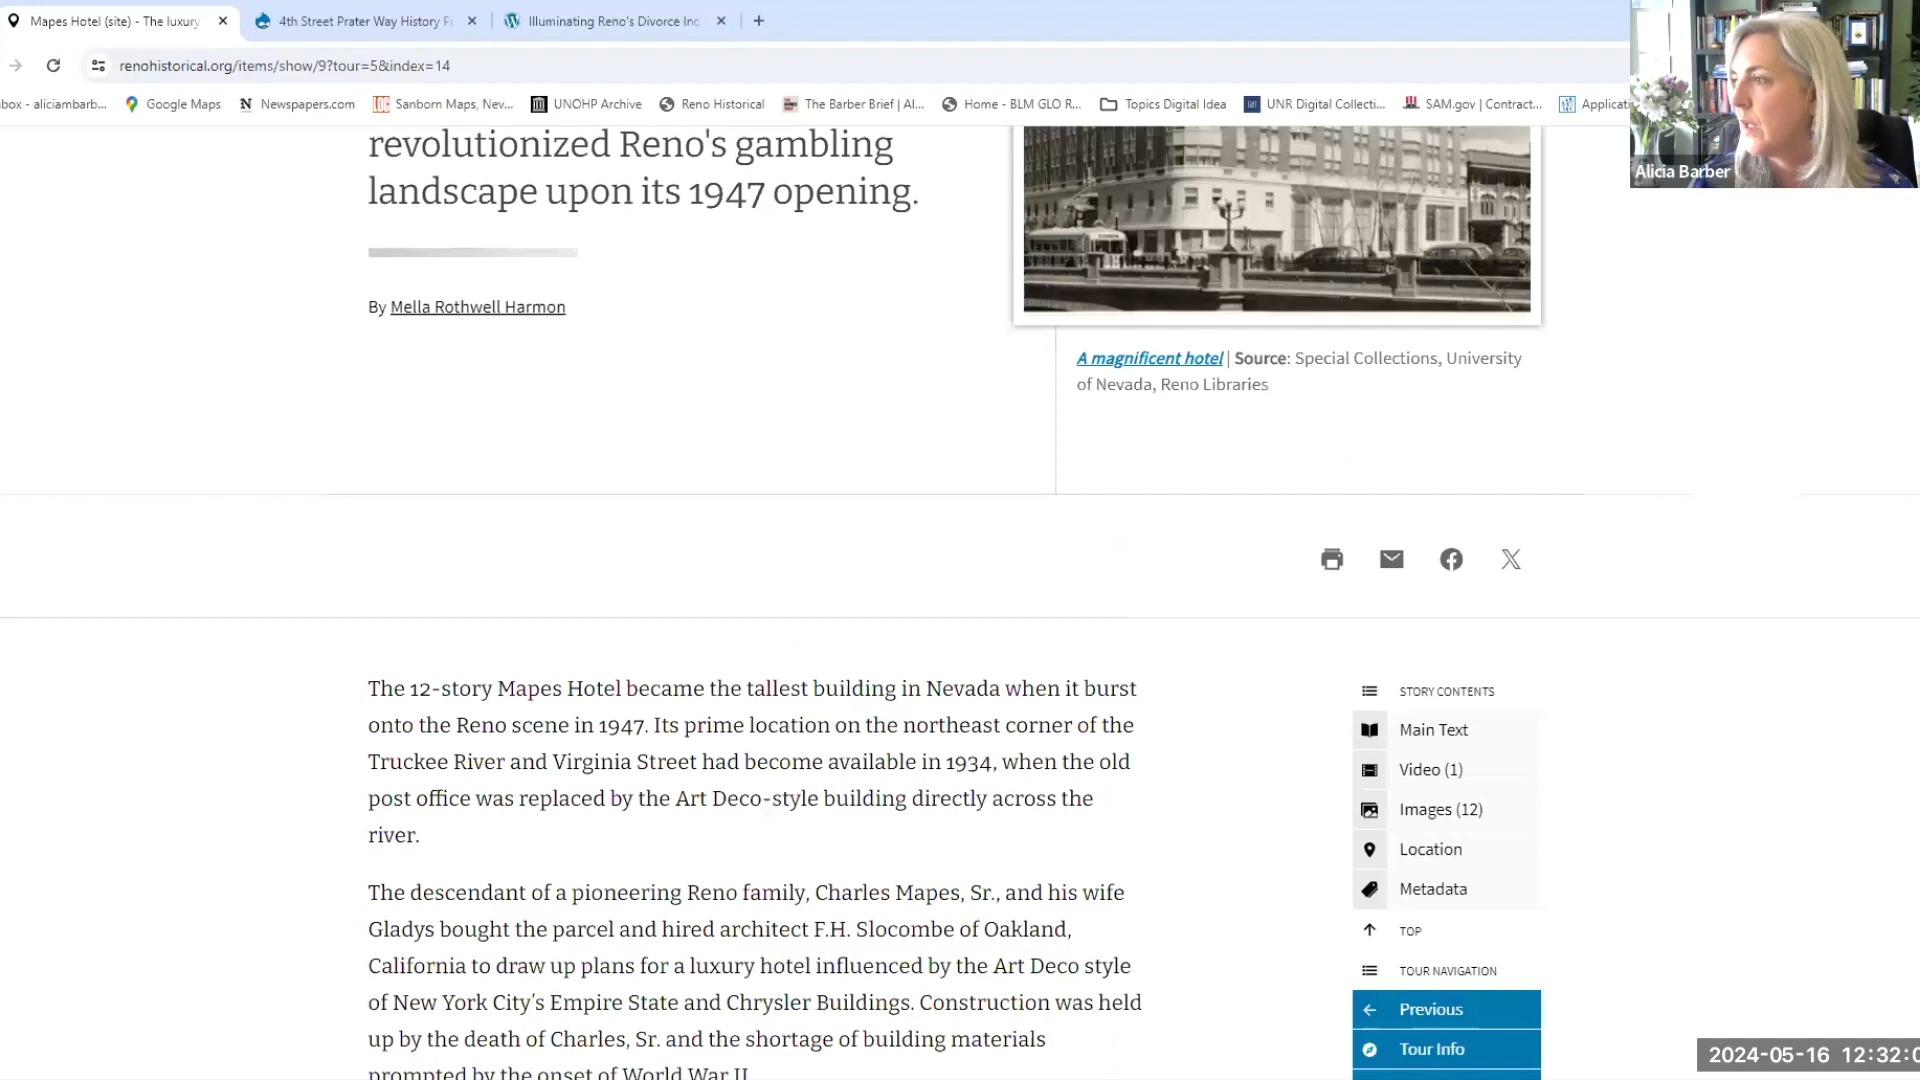 Mapes Hotel (site) - The luxury
4th Street Prater Way History P
Illuminating Reno's Divorce Ind
renohistorical.org/items/show/9?tour=5&index=14
box - aliciambarb...
Google Maps
Newspapers.com
Sanborn Maps, Nev...
UNOHP Archive
Reno Historical
The Barber Brief | Al...
Home - BLM GLO R...
Topics Digital Idea
UNR Digital Collecti...
SAM.gov | Contract...
Applicati
Alicia Barber
revolutionized Reno's gambling
landscape upon its 1947 opening.
By Mella Rothwell Harmon
A magnificent hotel | Source: Special Collections, University
of Nevada, Reno Libraries
The 12-story Mapes Hotel became the tallest building in Nevada when it burst
onto the Reno scene in 1947. Its prime location on the northeast corner of the
Truckee River and Virginia Street had become available in 1934, when the old
post office was replaced by the Art Deco-style building directly across the
river.
The descendant of a pioneering Reno family, Charles Mapes, Sr., and his wife
Gladys bought the parcel and hired architect F.H. Slocombe of Oakland,
California to draw up plans for a luxury hotel influenced by the Art Deco style
of New York City's Empire State and Chrysler Buildings. Construction was held
up by the death of Charles, Sr. and the shortage of building materials
prompted by the onset of World War II.
STORY CONTENTS
Main Text
Video (1)
Images (12)
Location
Metadata
TOP
TOUR NAVIGATION
Previous
Tour Info
2024-05-16 12:32:0